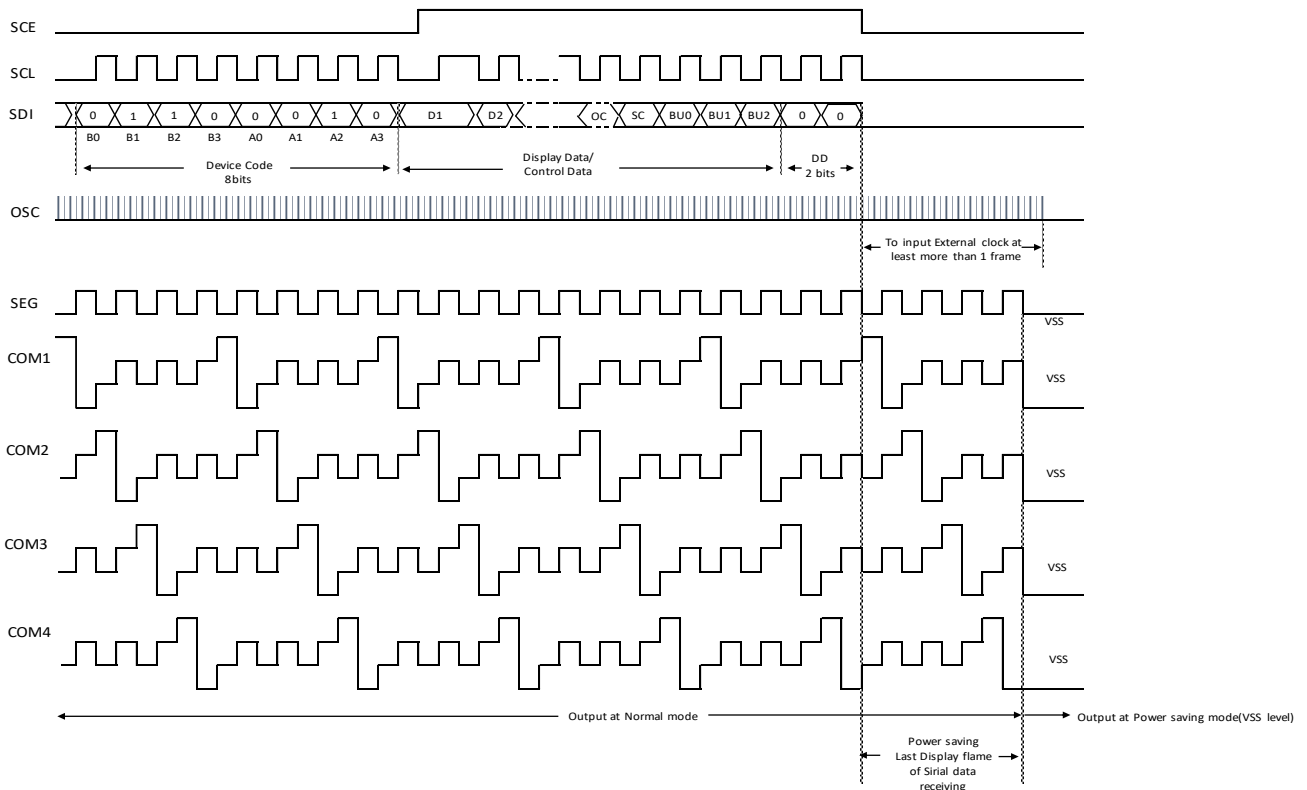 SCE
SCL
SDI
0 1 1 0 0 0 1 0 D1 D2 OC SC BU0 BU1 BU2 0 0
B0 B1 B2 B3 A0 A1 A2 A3
Device Code
8bits
Display Data/
Control Data
DD
2 bits
OSC
To input External clock at
least more than 1 frame
SEG
VSS
COM1
VSS
COM2
VSS
COM3
VSS
COM4
VSS
Output at Normal mode
Output at Power saving mode(VSS level)
Power saving
Last Display flame
of Sirial data
receiving